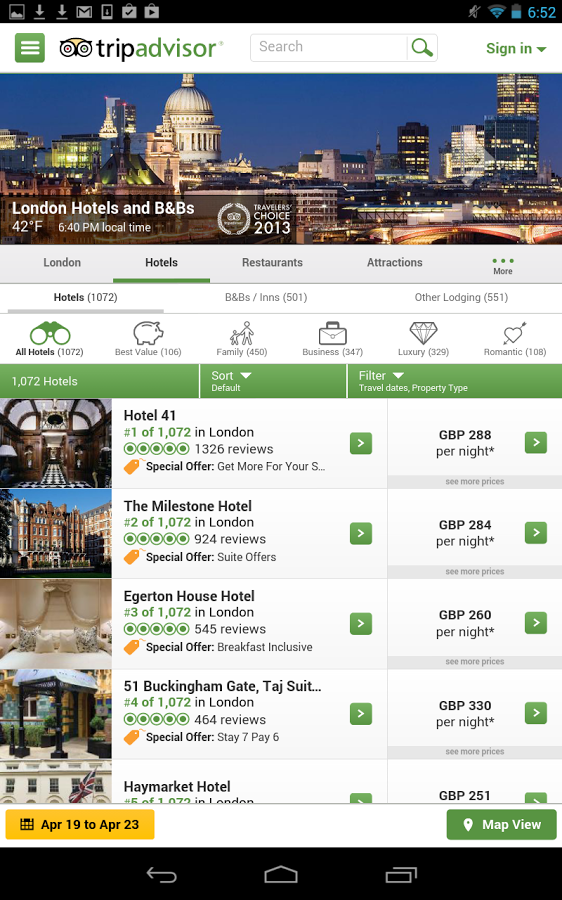 6:52
tripadvisor®
Search
Sign in
London Hotels and B&Bs
42°F 6:40 PM local time
TRAVELERS'
CHOICE
2013
London Hotels Restaurants Attractions More
Hotels (1072) B&Bs / Inns (501) Other Lodging (551)
All Hotels (1072) Best Value (106) Family (450) Business (347) Luxury (329) Romantic (108)
1,072 Hotels
Sort
Default
Filter
Travel dates, Property Type
Hotel 41
#1 of 1,072 in London
1326 reviews
Special Offer: Get More For Your S...
GBP 288
per night*
see more prices
The Milestone Hotel
#2 of 1,072 in London
924 reviews
Special Offer: Suite Offers
GBP 284
per night*
see more prices
Egerton House Hotel
#3 of 1,072 in London
545 reviews
Special Offer: Breakfast Inclusive
GBP 260
per night*
see more prices
51 Buckingham Gate, Taj Suit...
#4 of 1,072 in London
464 reviews
Special Offer: Stay 7 Pay 6
GBP 330
per night*
see more prices
Haymarket Hotel
#5 of 1,072 in London
GBP 251
Apr 19 to Apr 23
Map View